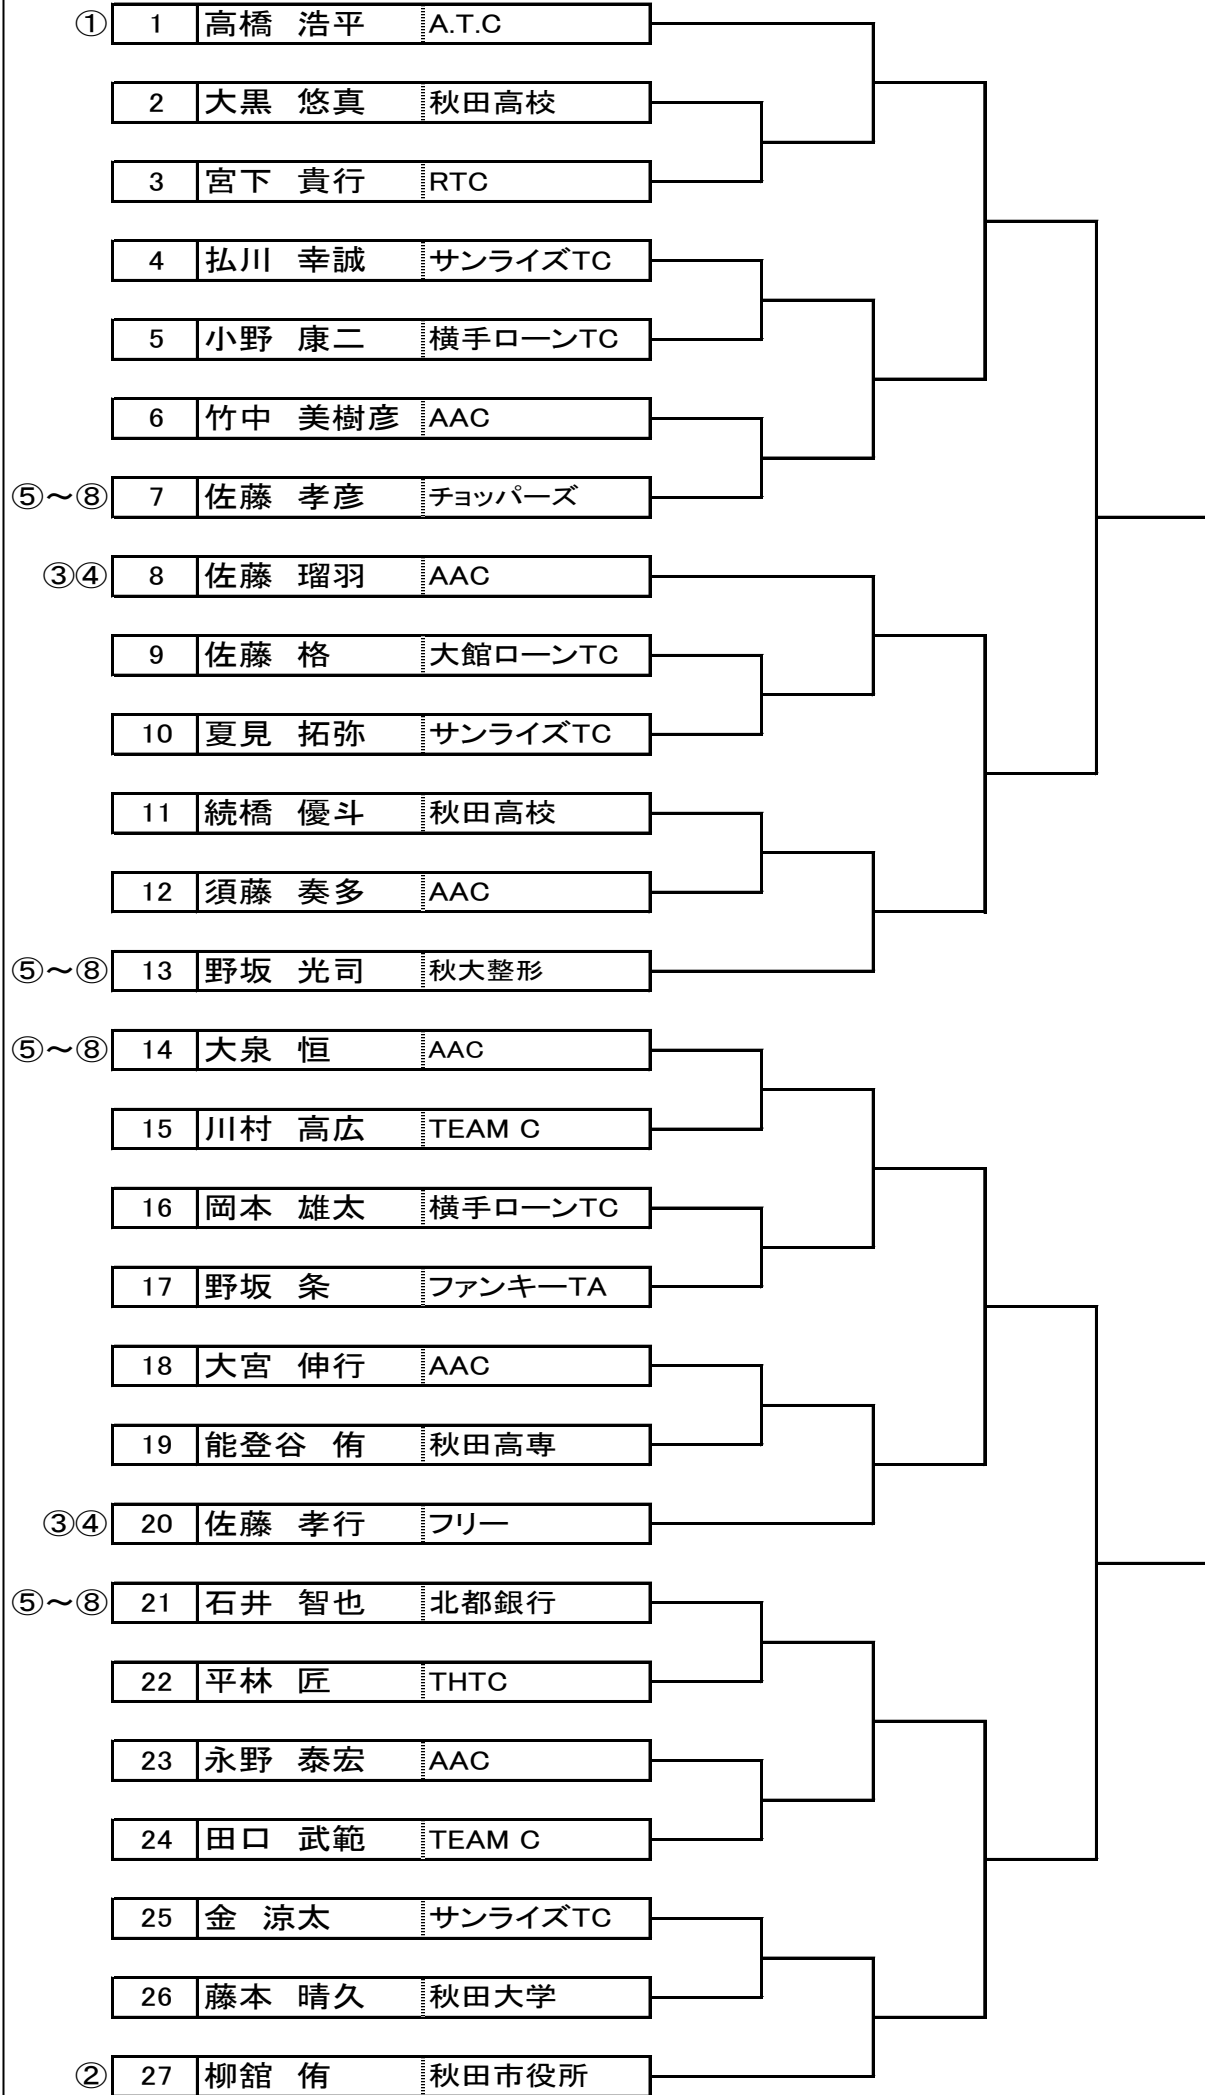 ① 1 高橋 浩平 A.T.C
2 大黒 悠真 秋田高校
3 宮下 貴行 RTC
4 払川 幸誠 サンライズTC
5 小野 康二 横手ローンTC
6 竹中 美樹彦 AAC
⑤～⑧ 7 佐藤 孝彦 チョッパーズ
③④ 8 佐藤 瑠羽 AAC
9 佐藤 格 大館ローンTC
10 夏見 拓弥 サンライズTC
11 続橋 優斗 秋田高校
12 須藤 奏多 AAC
⑤～⑧ 13 野坂 光司 秋大整形
⑤～⑧ 14 大泉 恒 AAC
15 川村 高広 TEAM C
16 岡本 雄太 横手ローンTC
17 野坂 条 ファンキーTA
18 大宮 伸行 AAC
19 能登谷 侑 秋田高専
③④ 20 佐藤 孝行 フリー
⑤～⑧ 21 石井 智也 北都銀行
22 平林 匠 THTC
23 永野 泰宏 AAC
24 田口 武範 TEAM C
25 金 涼太 サンライズTC
26 藤本 晴久 秋田大学
② 27 柳舘 侑 秋田市役所